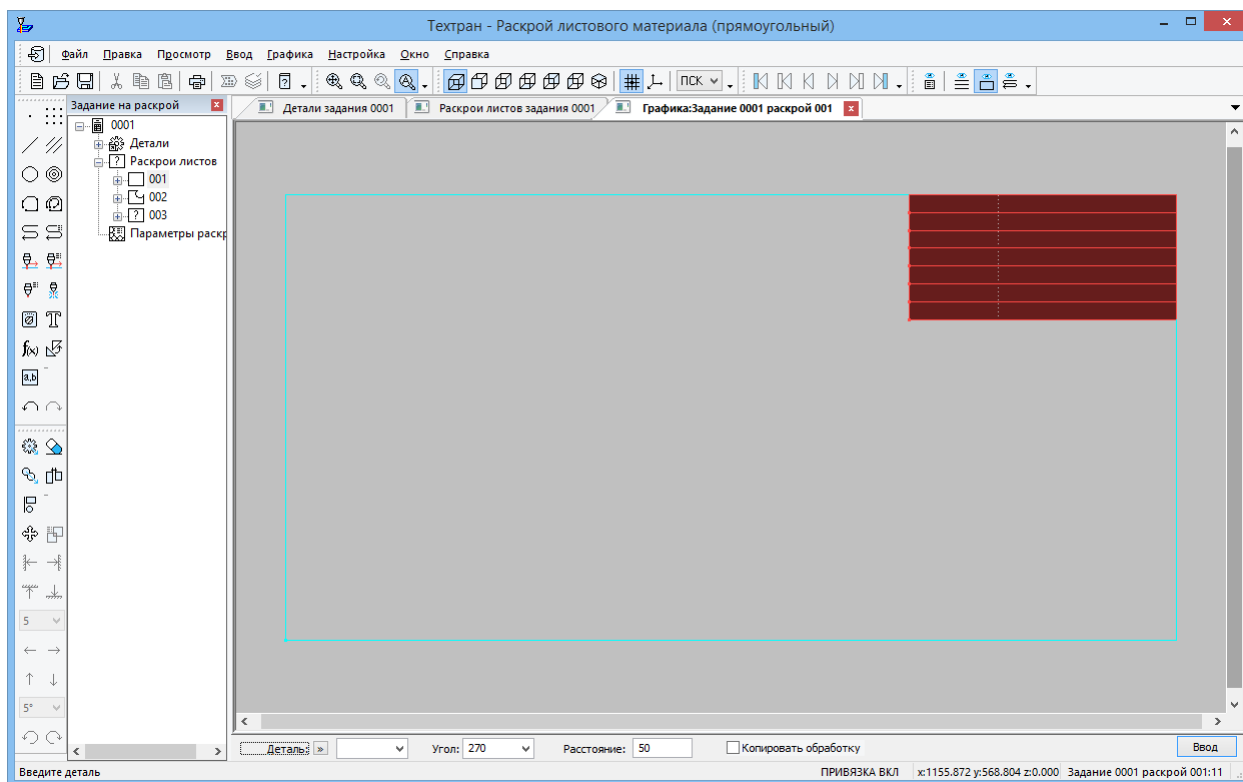 Техтран - Раскрой листового материала (прямоугольный)
Файл Правка Просмотр Ввод Графика Настройка Окно Справка
ПСК
Задание на раскрой
Детали задания 0001
Раскрои листов задания 0001
Графика:Задание 0001 раскрой 001
0001
Детали
Раскрои листов
001
002
003
Параметры раскр
f(x)
a,b
5
5°
Деталь: » Угол: 270 Расстояние: 50 Копировать обработку Ввод
Введите деталь ПРИВЯЗКА ВКЛ x:1155.872 y:568.804 z:0.000 Задание 0001 раскрой 001:11